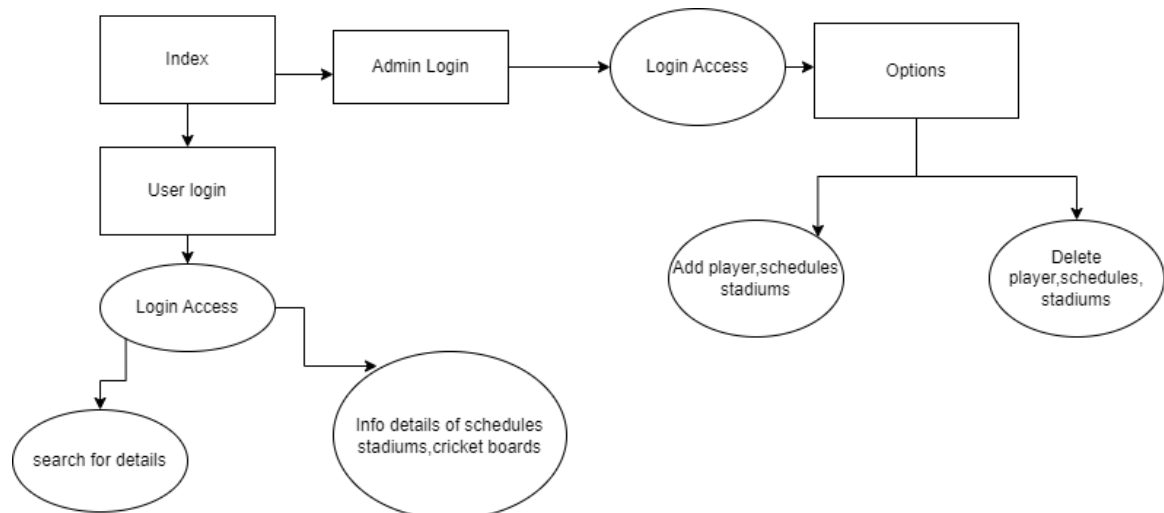 Index
Admin Login
Login Access
Options
User login
Login Access
Add player,schedules
stadiums
Delete
player,schedules,
stadiums
search for details
Info details of schedules
stadiums,cricket boards